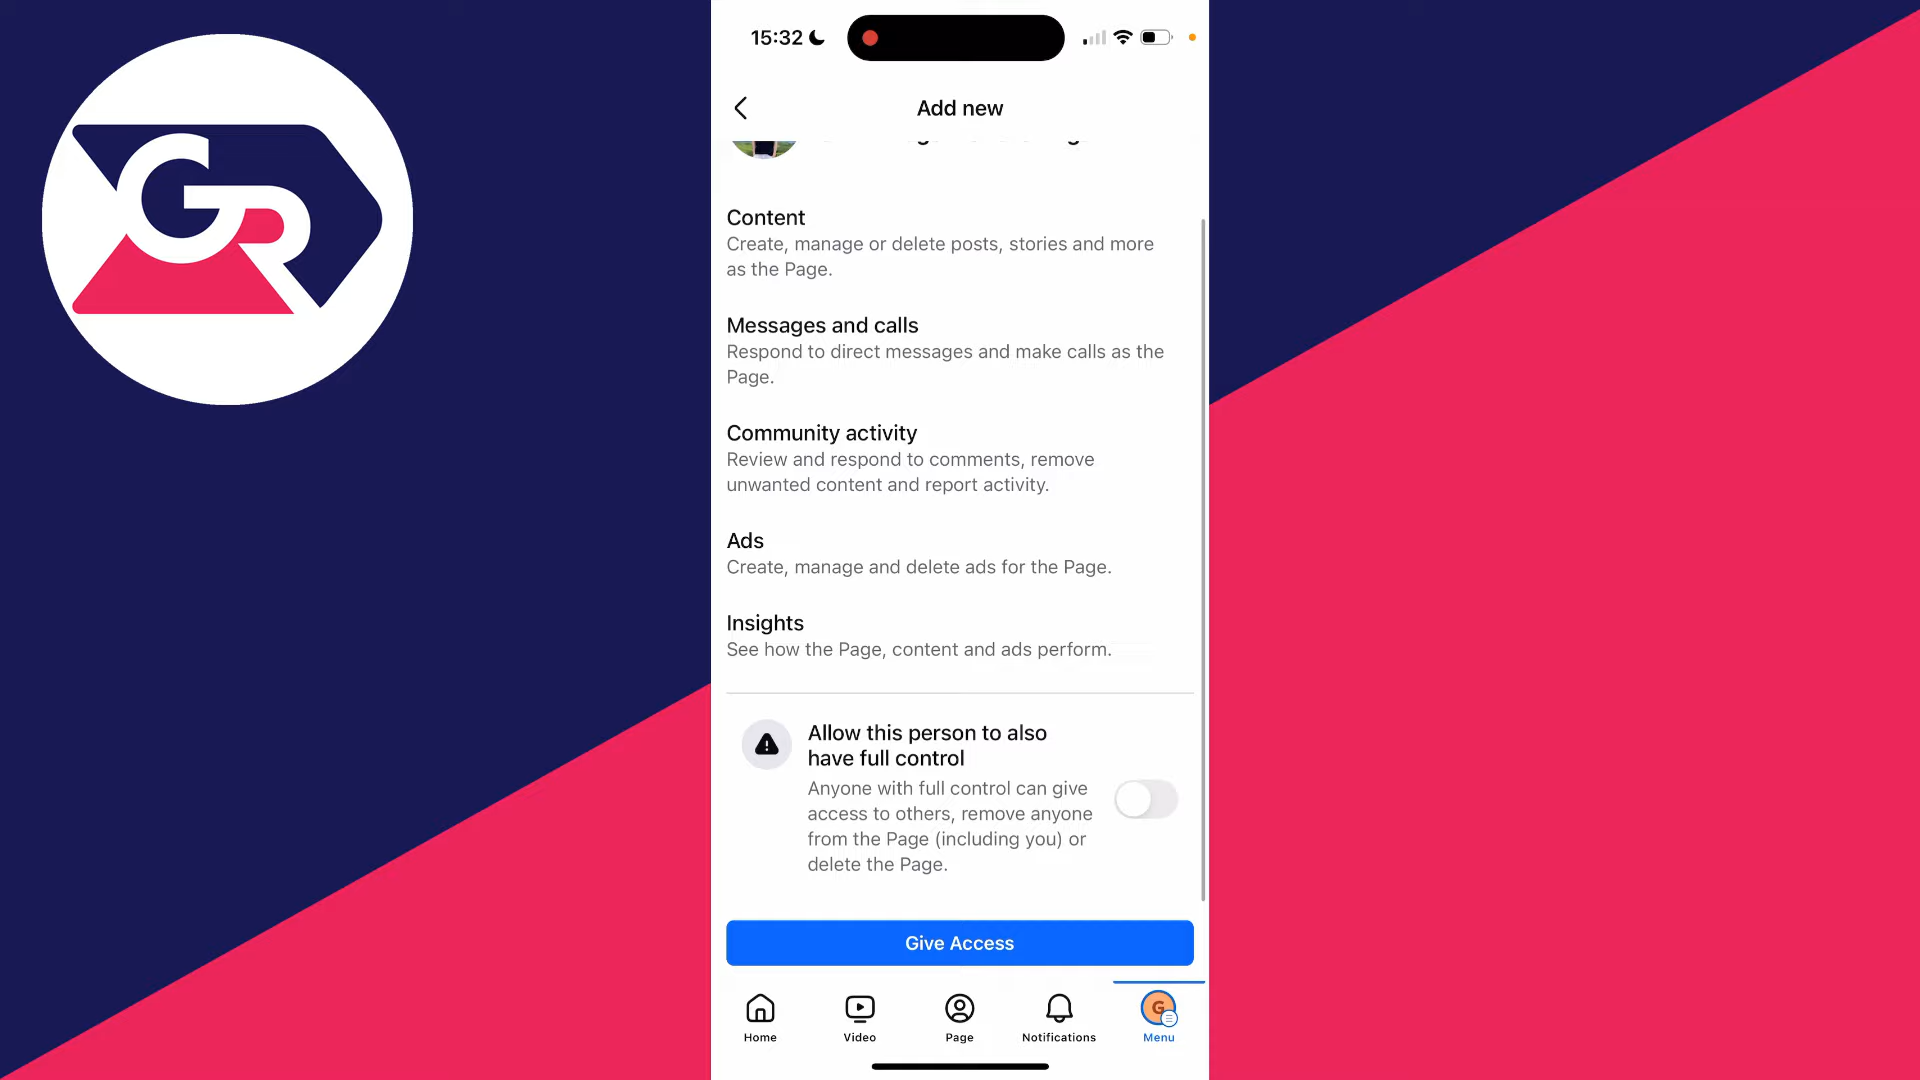 15:32
Add new
Content
Create, manage or delete posts, stories and more
as the Page.
Messages and calls
Respond to direct messages and make calls as the
Page.
Community activity
Review and respond to comments, remove
unwanted content and report activity.
Ads
Create, manage and delete ads for the Page.
Insights
See how the Page, content and ads perform.
Allow this person to also
have full control
Anyone with full control can give
access to others, remove anyone
from the Page (including you) or
delete the Page.
Give Access
Home Video Page Notifications Menu
G
GR